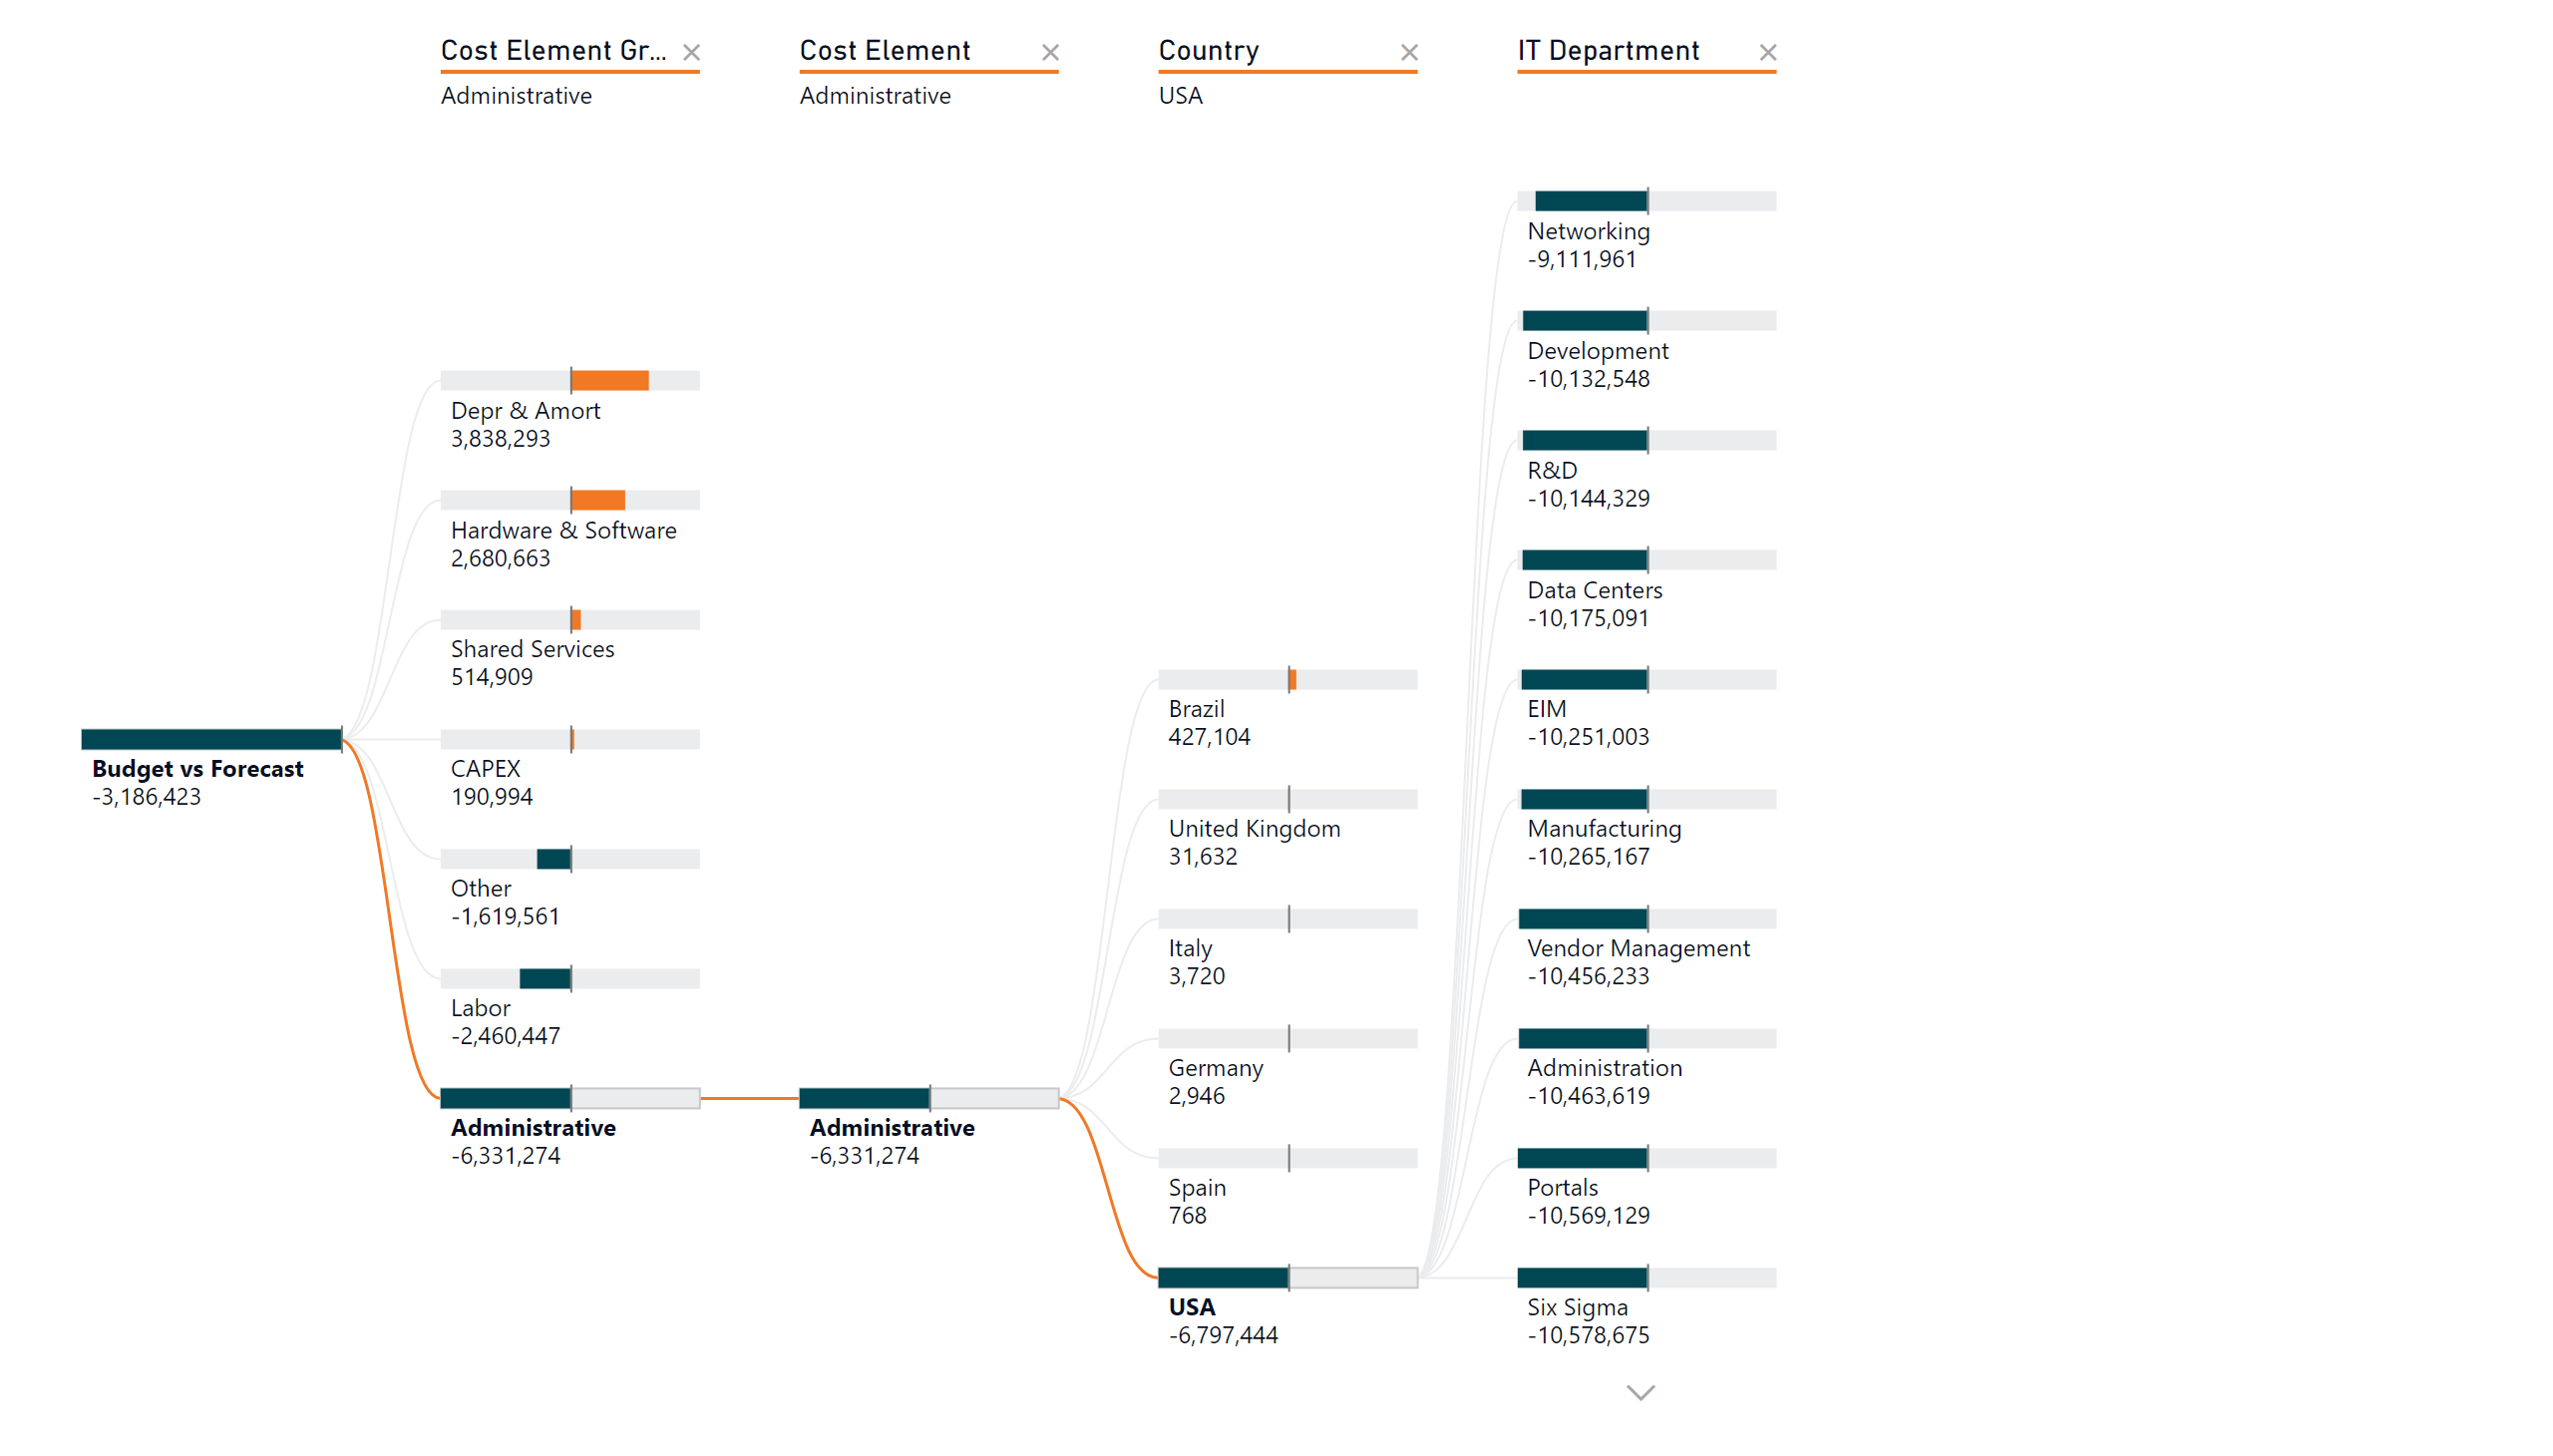 Cost Element Gr...
Administrative
Cost Element
Administrative
Country
USA
IT Department
Budget vs Forecast
-3,186,423
Depr & Amort
3,838,293
Hardware & Software
2,680,663
Shared Services
514,909
CAPEX
190,994
Other
-1,619,561
Labor
-2,460,447
Administrative
-6,331,274
Administrative
-6,331,274
Brazil
427,104
United Kingdom
31,632
Italy
3,720
Germany
2,946
Spain
768
USA
-6,797,444
Networking
-9,111,961
Development
-10,132,548
R&D
-10,144,329
Data Centers
-10,175,091
EIM
-10,251,003
Manufacturing
-10,265,167
Vendor Management
-10,456,233
Administration
-10,463,619
Portals
-10,569,129
Six Sigma
-10,578,675